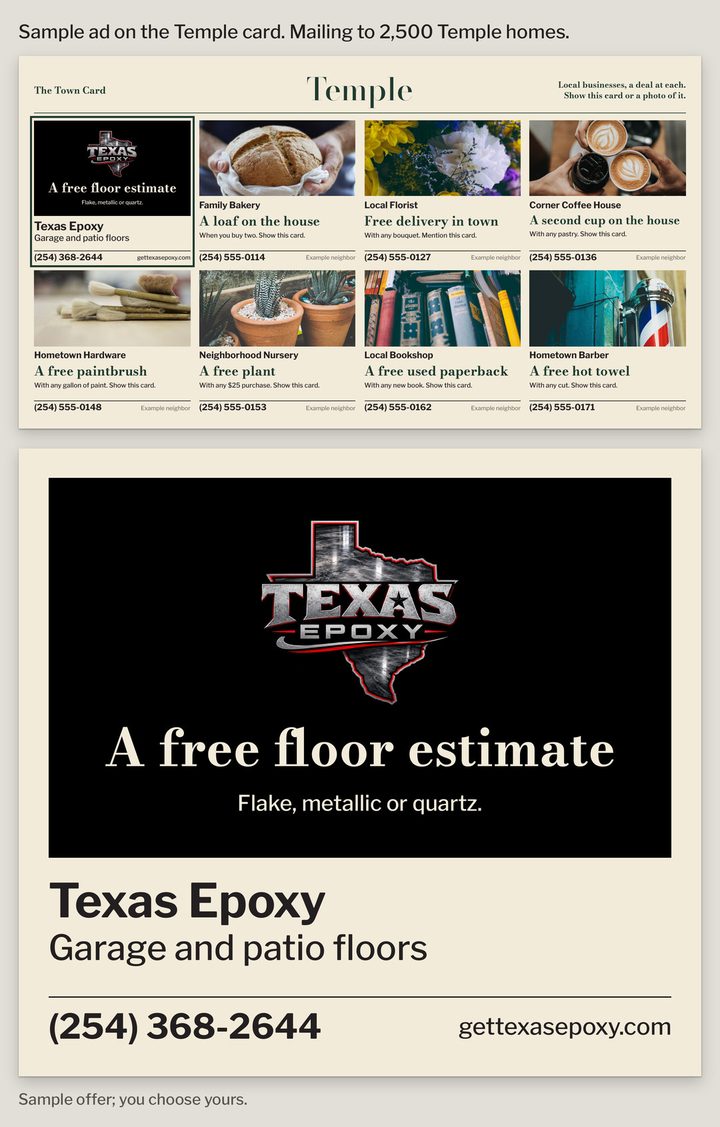 Sample ad on the Temple card. Mailing to 2,500 Temple homes.
The Town Card
Temple
Local businesses, a deal at each.
Show this card or a photo of it.
TEXAS
EPOXY
A free floor estimate
Flake, metallic or quartz.
Texas Epoxy
Garage and patio floors
(254) 368-2644
gettexasepoxy.com
Family Bakery
A loaf on the house
When you buy two. Show this card.
(254) 555-0114
Example neighbor
Local Florist
Free delivery in town
With any bouquet. Mention this card.
(254) 555-0127
Example neighbor
Corner Coffee House
A second cup on the house
With any pastry. Show this card.
(254) 555-0136
Example neighbor
Hometown Hardware
A free paintbrush
With any gallon of paint. Show this card.
(254) 555-0148
Example neighbor
Neighborhood Nursery
A free plant
With any $25 purchase. Show this card.
(254) 555-0153
Example neighbor
Local Bookshop
A free used paperback
With any new book. Show this card.
(254) 555-0162
Example neighbor
Hometown Barber
A free hot towel
With any cut. Show this card.
(254) 555-0171
Example neighbor
TEXAS
EPOXY
A free floor estimate
Flake, metallic or quartz.
Texas Epoxy
Garage and patio floors
(254) 368-2644
gettexasepoxy.com
Sample offer; you choose yours.